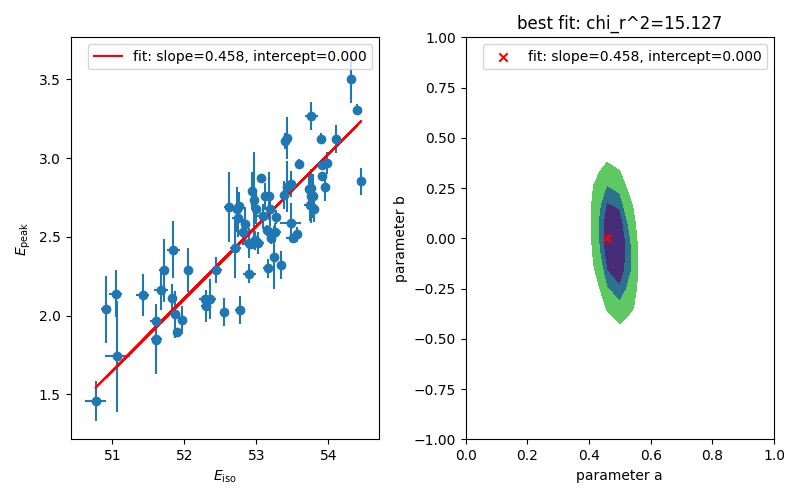 best fit: chi_r^2=15.127
fit: slope=0.458, intercept=0.000
fit: slope=0.458, intercept=0.000
3.5
3.0
2.5
2.0
1.5
E_peak
51 52 53 54
E_iso
1.00
0.75
0.50
0.25
0.00
−0.25
−0.50
−0.75
−1.00
parameter b
0.0 0.2 0.4 0.6 0.8 1.0
parameter a